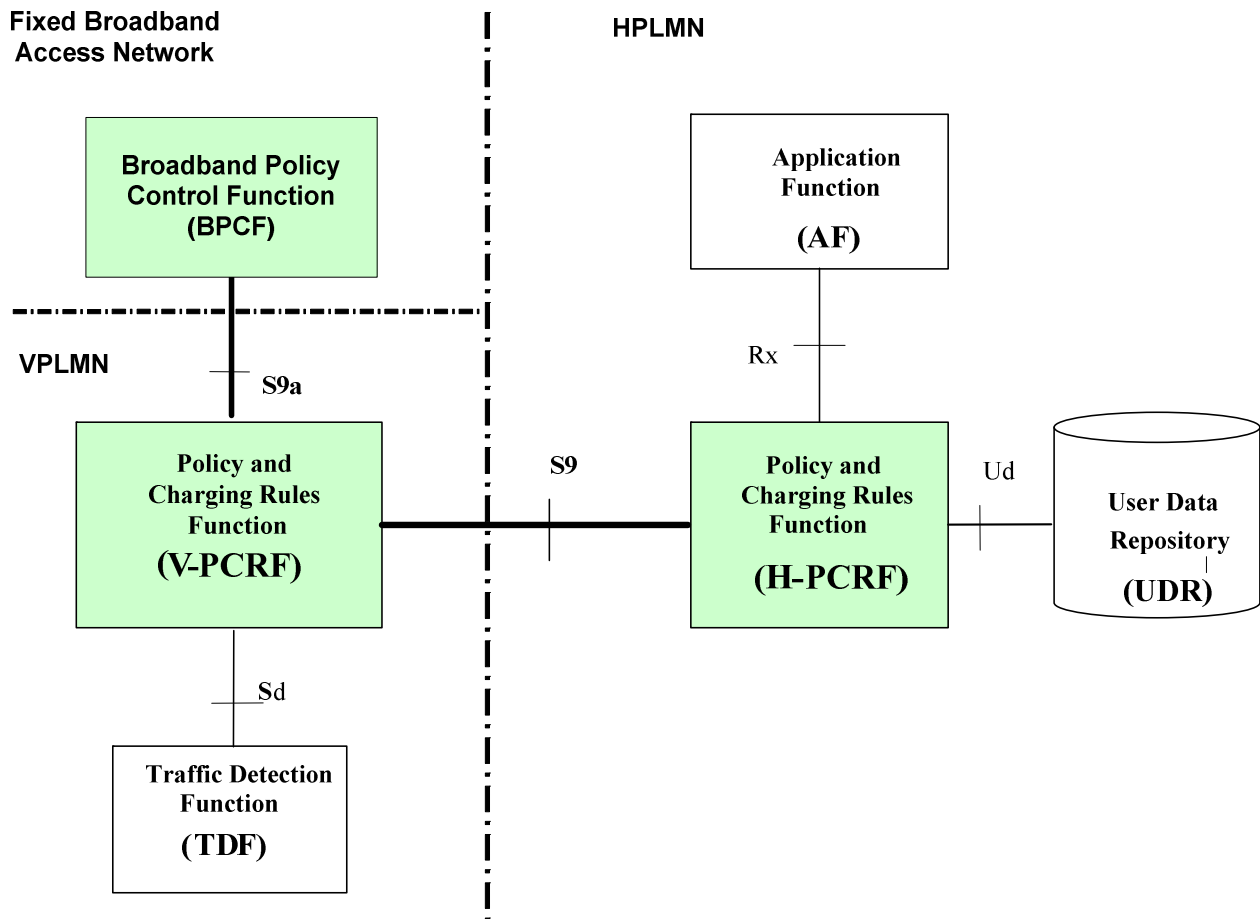 Fixed Broadband
Access Network
HPLMN
Broadband Policy
Control Function
(BPCF)
Application
Function
(AF)
VPLMN
S9a
Rx
Policy and
Charging Rules
Function
(V-PCRF)
S9
Policy and
Charging Rules
Function
(H-PCRF)
Ud
User Data
Repository
(UDR)
Sd
Traffic Detection
Function
(TDF)